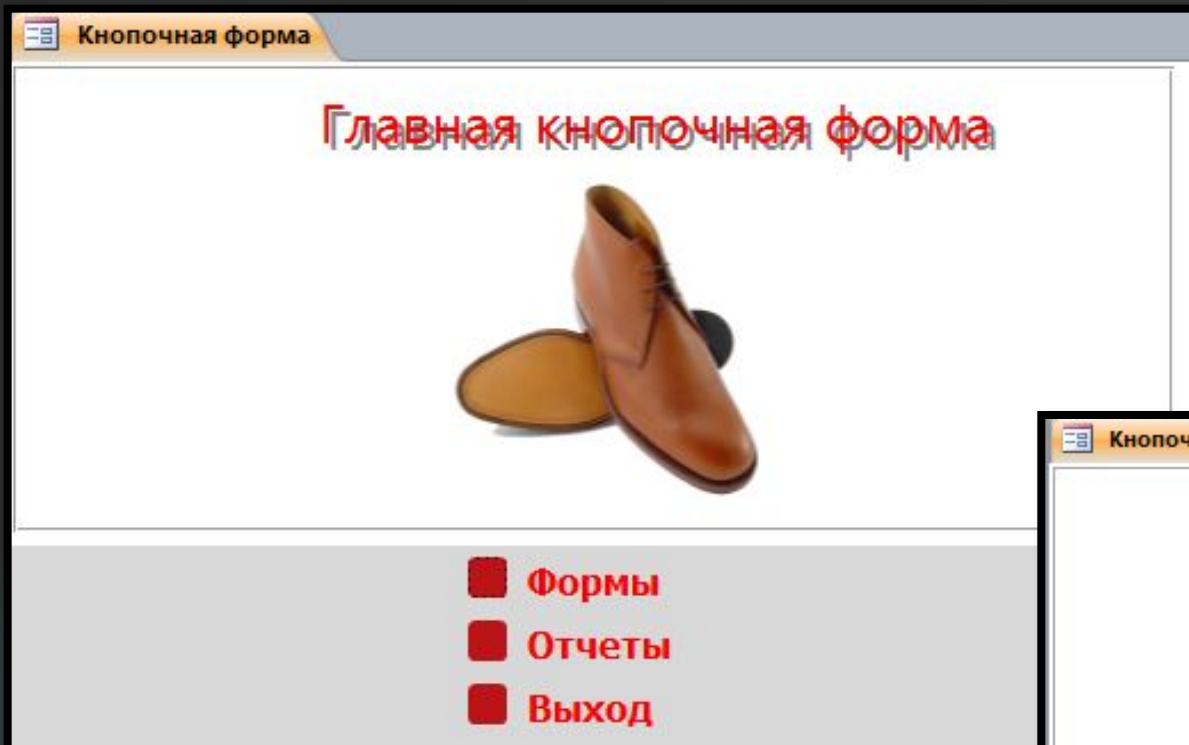 Кнопочная форма
Главная кнопочная форма
Формы
Отчеты
Выход
Кнопоч